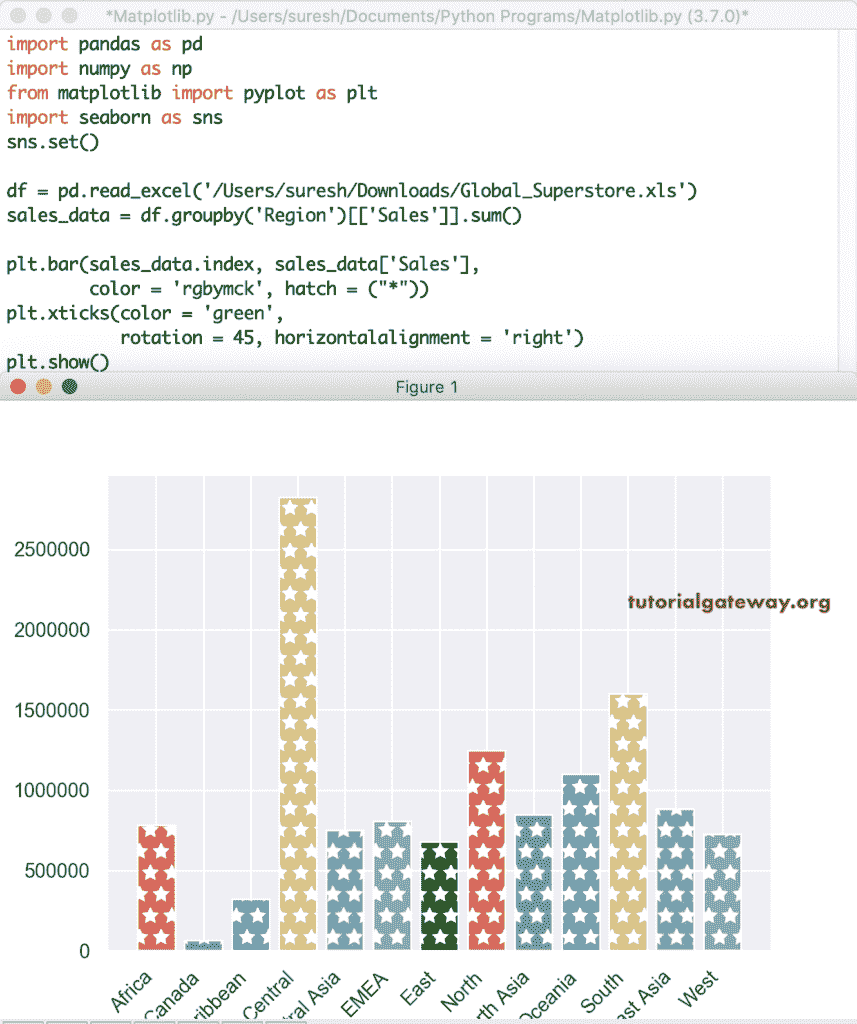 *Matplotlib.py - /Users/suresh/Documents/Python Programs/Matplotlib.py (3.7.0)*
import pandas as pd
import numpy as np
from matplotlib import pyplot as plt
import seaborn as sns
sns.set()
df = pd.read_excel('/Users/suresh/Downloads/Global_Superstore.xls')
sales_data = df.groupby('Region')[['Sales']].sum()
plt.bar(sales_data.index, sales_data['Sales'],
color = 'rgbymck', hatch = ("*"))
plt.xticks(color = 'green',
rotation = 45, horizontalalignment = 'right')
plt.show()
Figure 1
2500000
tutorialgateway.org
2000000
1500000
1000000
500000
0
Africa
Canada
ribbean
Central
ral Asia
EMEA
East
North
rth Asia
Oceania
South
ast Asia
West